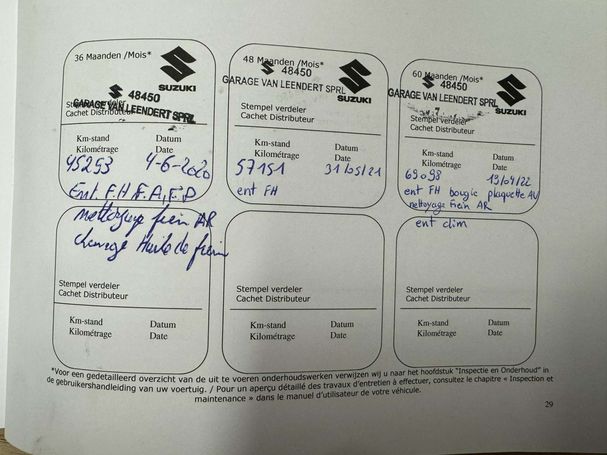 36 Maanden /Mois*
SUZUKI
48450
GARAGE VAN LEENDERT SPRL
Stempel verdeler
Cachet Distributeur
Km-stand Datum
Kilométrage Date
45253 4-6-2020
Ent. F.H F.A, F.P
nettoyage frein AR
Huile de frein
Stempel verdeler
Cachet Distributeur
Km-stand Datum
Kilométrage Date
48 Maanden /Mois*
SUZUKI
48450
GARAGE VAN LEENDERT SPRL
Stempel verdeler
Cachet Distributeur
Km-stand Datum
Kilométrage Date
57151 31/05/21
ent FH
Stempel verdeler
Cachet Distributeur
Km-stand Datum
Kilométrage Date
60 Maanden /Mois*
SUZUKI
48450
GARAGE VAN LEENDERT SPRL
Stempel verdeler
Cachet Distributeur
Km-stand Datum
Kilométrage Date
69098 19/04/22
ent FH bougie plaquette AV
nettoyage Frein AR
ent clim
Stempel verdeler
Cachet Distributeur
Km-stand Datum
Kilométrage Date
*Voor een gedetailleerd overzicht van de uit te voeren onderhoudswerken verwijzen wij u naar het hoofdstuk "Inspectie en Onderhoud" in
de gebruikershandleiding van uw voertuig. / Pour un aperçu détaillé des travaux d'entretien à effectuer, consultez le chapitre « Inspection et
maintenance » dans le manuel d'utilisateur de votre véhicule.
29